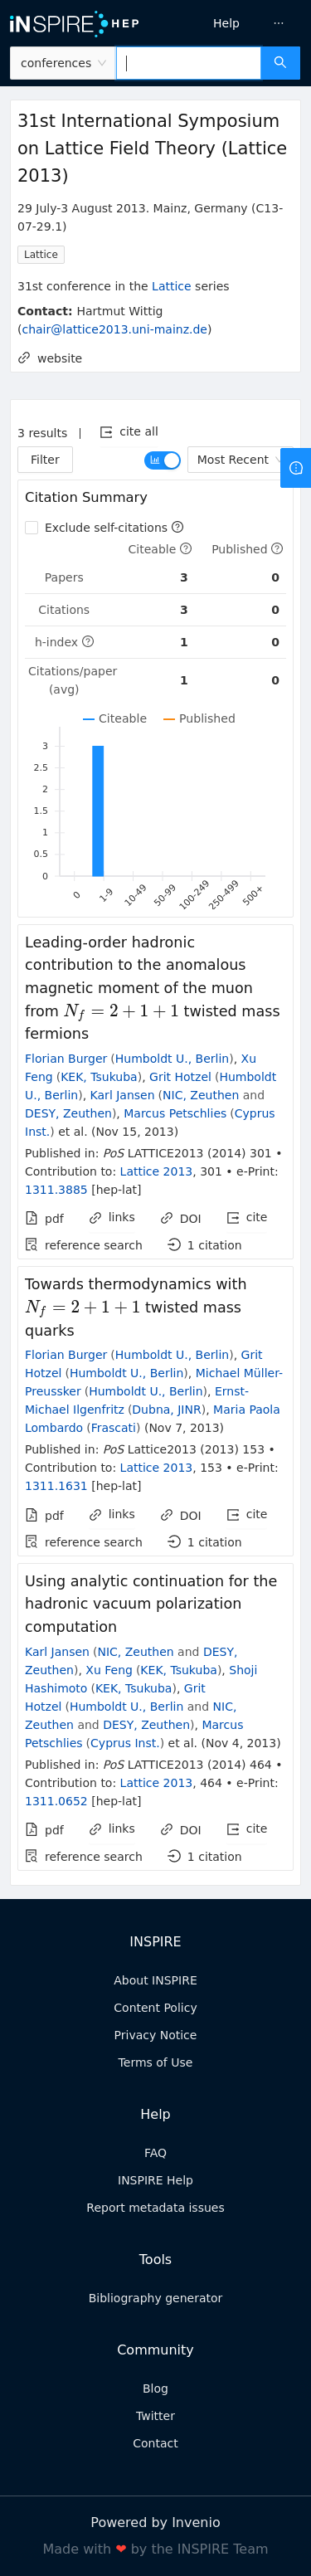 iNSPIRE HEP
Help
···
conferences
31st International Symposium
on Lattice Field Theory (Lattice
2013)
29 July-3 August 2013. Mainz, Germany (C13-
07-29.1)
Lattice
31st conference in the Lattice series
Contact: Hartmut Wittig
(chair@lattice2013.uni-mainz.de)
website
3 results | cite all
Filter
Most Recent
Citation Summary
Exclude self-citations
Citeable Published
Papers 3 0
Citations 3 0
h-index 1 0
Citations/paper
(avg) 1 0
Citeable Published
3
2.5
2
1.5
1
0.5
0
0 1-9 10-49 50-99 100-249 250-499 500+
Leading-order hadronic
contribution to the anomalous
magnetic moment of the muon
from N_f = 2 + 1 + 1 twisted mass
fermions
Florian Burger (Humboldt U., Berlin), Xu
Feng (KEK, Tsukuba), Grit Hotzel (Humboldt
U., Berlin), Karl Jansen (NIC, Zeuthen and
DESY, Zeuthen), Marcus Petschlies (Cyprus
Inst.) et al. (Nov 15, 2013)
Published in: PoS LATTICE2013 (2014) 301 •
Contribution to: Lattice 2013, 301 • e-Print:
1311.3885 [hep-lat]
pdf links DOI cite
reference search 1 citation
Towards thermodynamics with
N_f = 2 + 1 + 1 twisted mass
quarks
Florian Burger (Humboldt U., Berlin), Grit
Hotzel (Humboldt U., Berlin), Michael Müller-
Preussker (Humboldt U., Berlin), Ernst-
Michael Ilgenfritz (Dubna, JINR), Maria Paola
Lombardo (Frascati) (Nov 7, 2013)
Published in: PoS Lattice2013 (2013) 153 •
Contribution to: Lattice 2013, 153 • e-Print:
1311.1631 [hep-lat]
pdf links DOI cite
reference search 1 citation
Using analytic continuation for the
hadronic vacuum polarization
computation
Karl Jansen (NIC, Zeuthen and DESY,
Zeuthen), Xu Feng (KEK, Tsukuba), Shoji
Hashimoto (KEK, Tsukuba), Grit
Hotzel (Humboldt U., Berlin and NIC,
Zeuthen and DESY, Zeuthen), Marcus
Petschlies (Cyprus Inst.) et al. (Nov 4, 2013)
Published in: PoS LATTICE2013 (2014) 464 •
Contribution to: Lattice 2013, 464 • e-Print:
1311.0652 [hep-lat]
pdf links DOI cite
reference search 1 citation
INSPIRE
About INSPIRE
Content Policy
Privacy Notice
Terms of Use
Help
FAQ
INSPIRE Help
Report metadata issues
Tools
Bibliography generator
Community
Blog
Twitter
Contact
Powered by Invenio
Made with ❤ by the INSPIRE Team